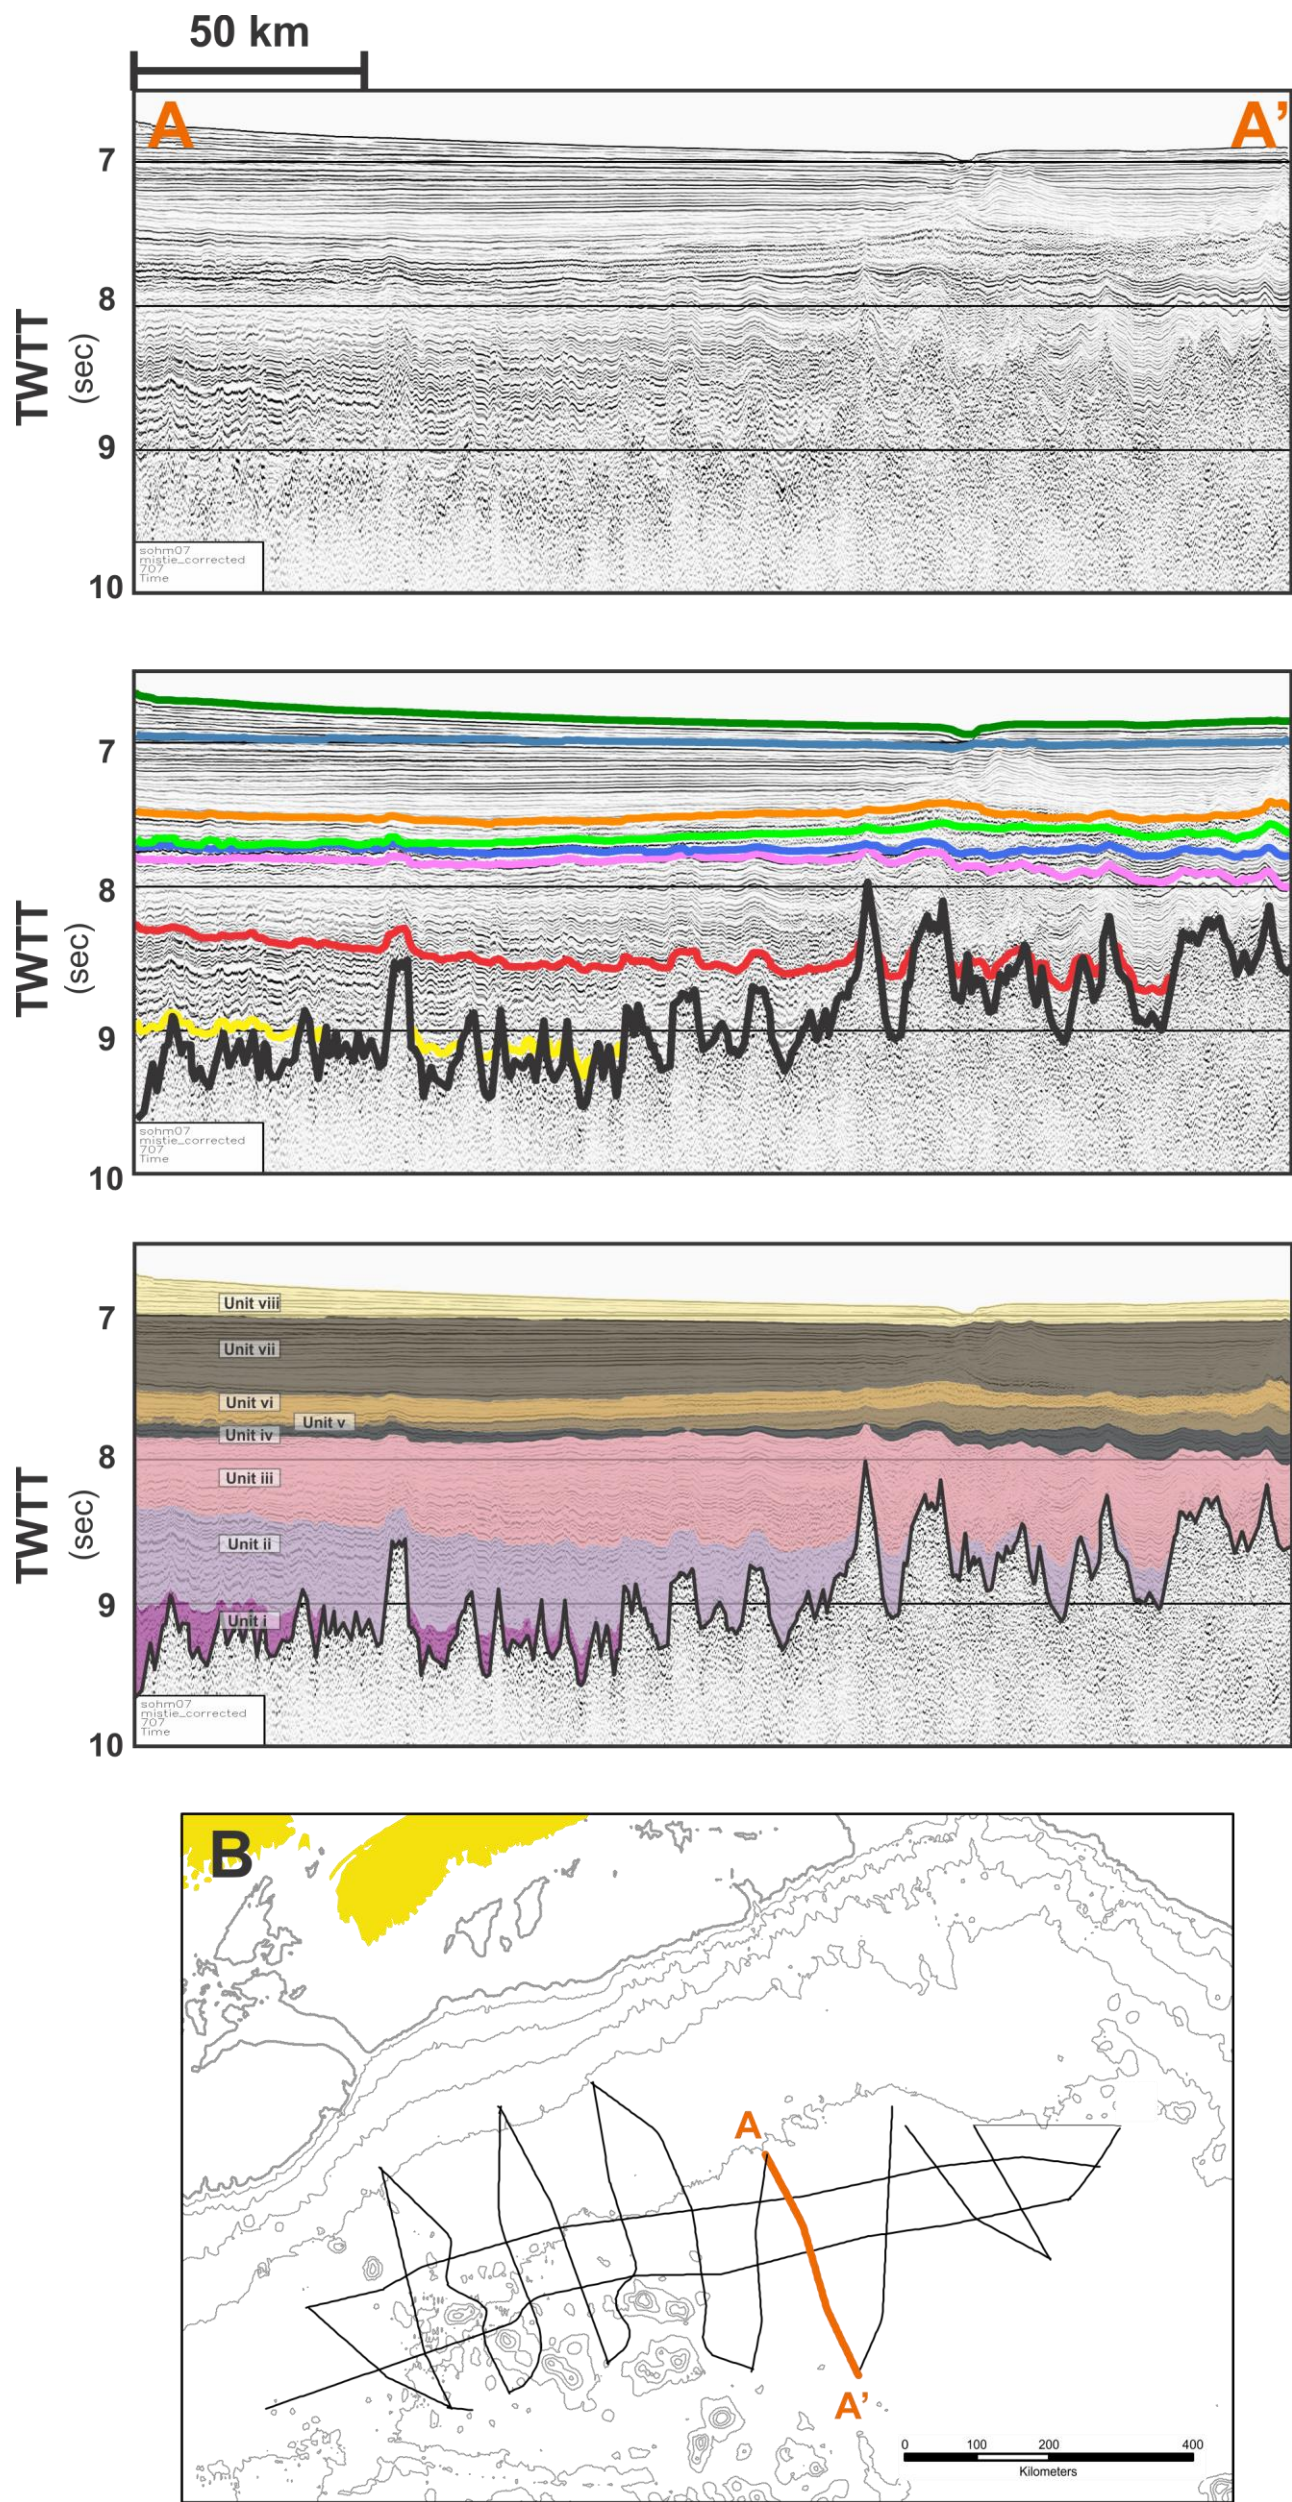 50 km
A
A’
7
8
9
10
TWTT
(sec)
sohm07
mistie_corrected
707
Time
7
8
9
10
TWTT
(sec)
sohm07
mistie_corrected
707
Time
7
8
9
10
TWTT
(sec)
Unit viii
Unit vii
Unit vi
Unit v
Unit iv
Unit iii
Unit ii
Unit i
sohm07
mistie_corrected
707
Time
B
A
A’
0 100 200 400
Kilometers